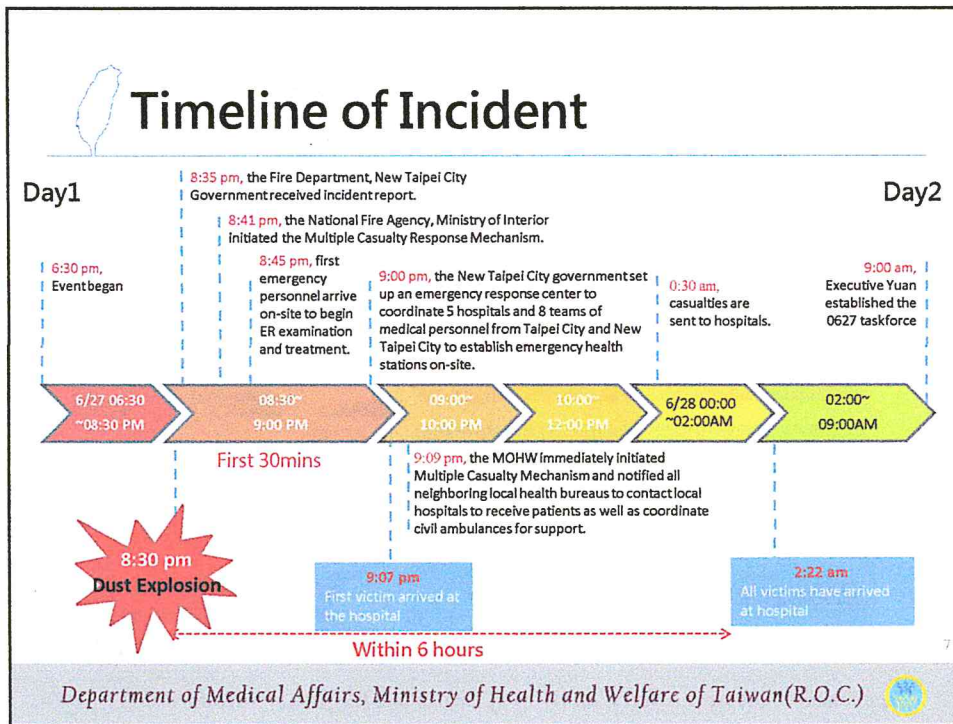 Timeline of Incident
Day1
Day2
8:35 pm, the Fire Department, New Taipei City
Government received incident report.
8:41 pm, the National Fire Agency, Ministry of Interior
initiated the Multiple Casualty Response Mechanism.
6:30 pm,
Event began
8:45 pm, first
emergency
personnel arrive
on-site to begin
ER examination
and treatment.
9:00 pm, the New Taipei City government set
up an emergency response center to
coordinate 5 hospitals and 8 teams of
medical personnel from Taipei City and New
Taipei City to establish emergency health
stations on-site.
0:30 am,
casualties are
sent to hospitals.
9:00 am,
Executive Yuan
established the
0627 taskforce
6/27 06:30
~08:30 PM
08:30~
9:00 PM
09:00~
10:00 PM
10:00~
12:00 PM
6/28 00:00
~02:00AM
02:00~
09:00AM
First 30mins
9:09 pm, the MOHW immediately initiated
Multiple Casualty Mechanism and notified all
neighboring local health bureaus to contact local
hospitals to receive patients as well as coordinate
civil ambulances for support.
8:30 pm
Dust Explosion
9:07 pm
First victim arrived at
the hospital
2:22 am
All victims have arrived
at hospital
Within 6 hours
7
Department of Medical Affairs, Ministry of Health and Welfare of Taiwan(R.O.C.)